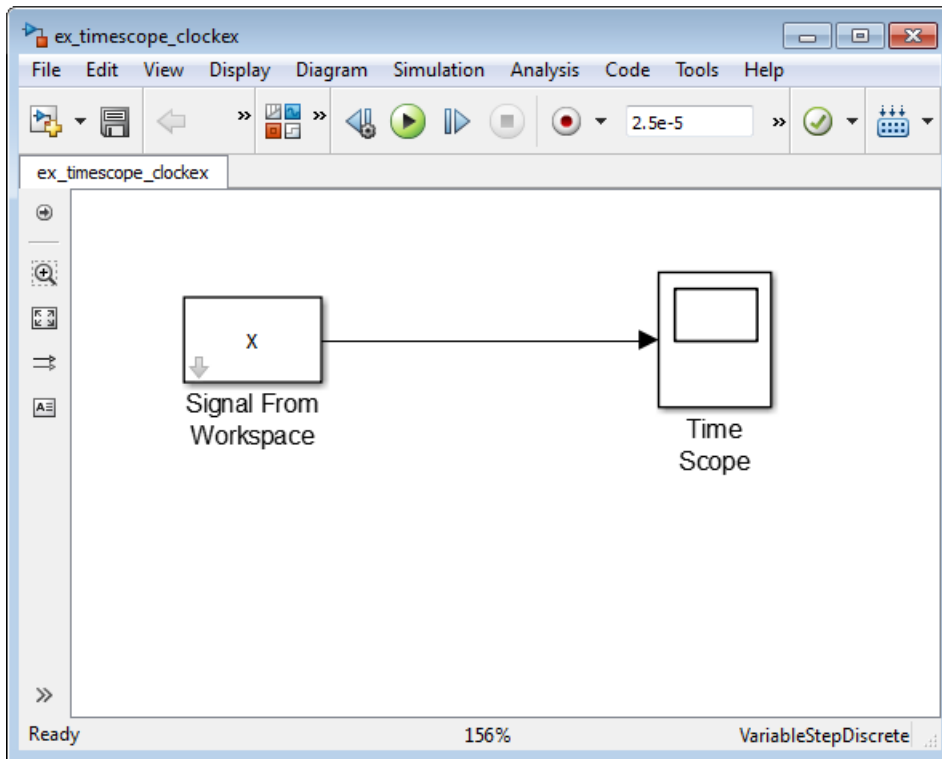 ex_timescope_clockex
File Edit View Display Diagram Simulation Analysis Code Tools Help
2.5e-5
ex_timescope_clockex
X
Signal From
Workspace
Time
Scope
Ready 156% VariableStepDiscrete